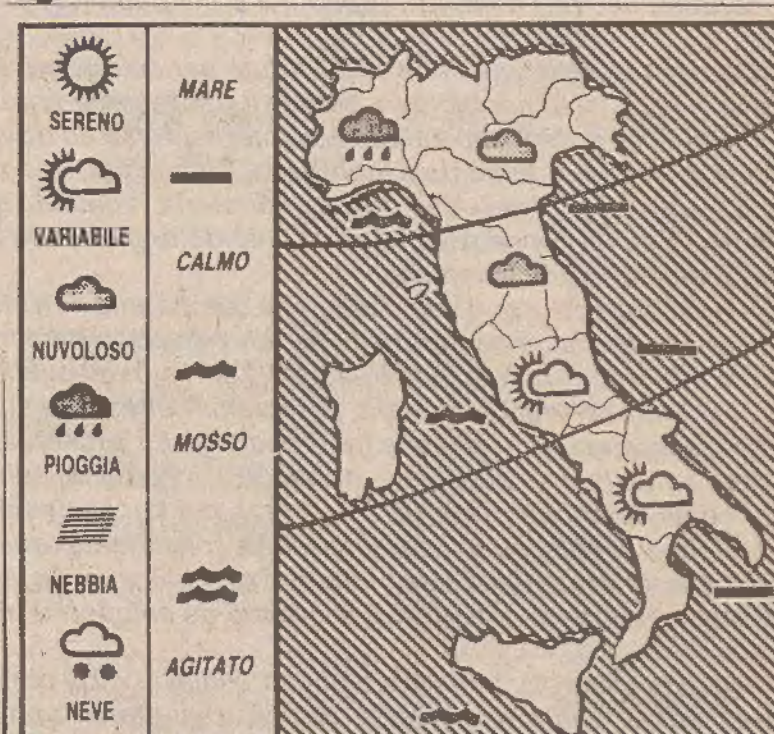 SERENO
VARIABILE
NUVOLOSO
PIOGGIA
NEBBIA
NEVE
MARE
CALMO
MOSSO
AGITATO